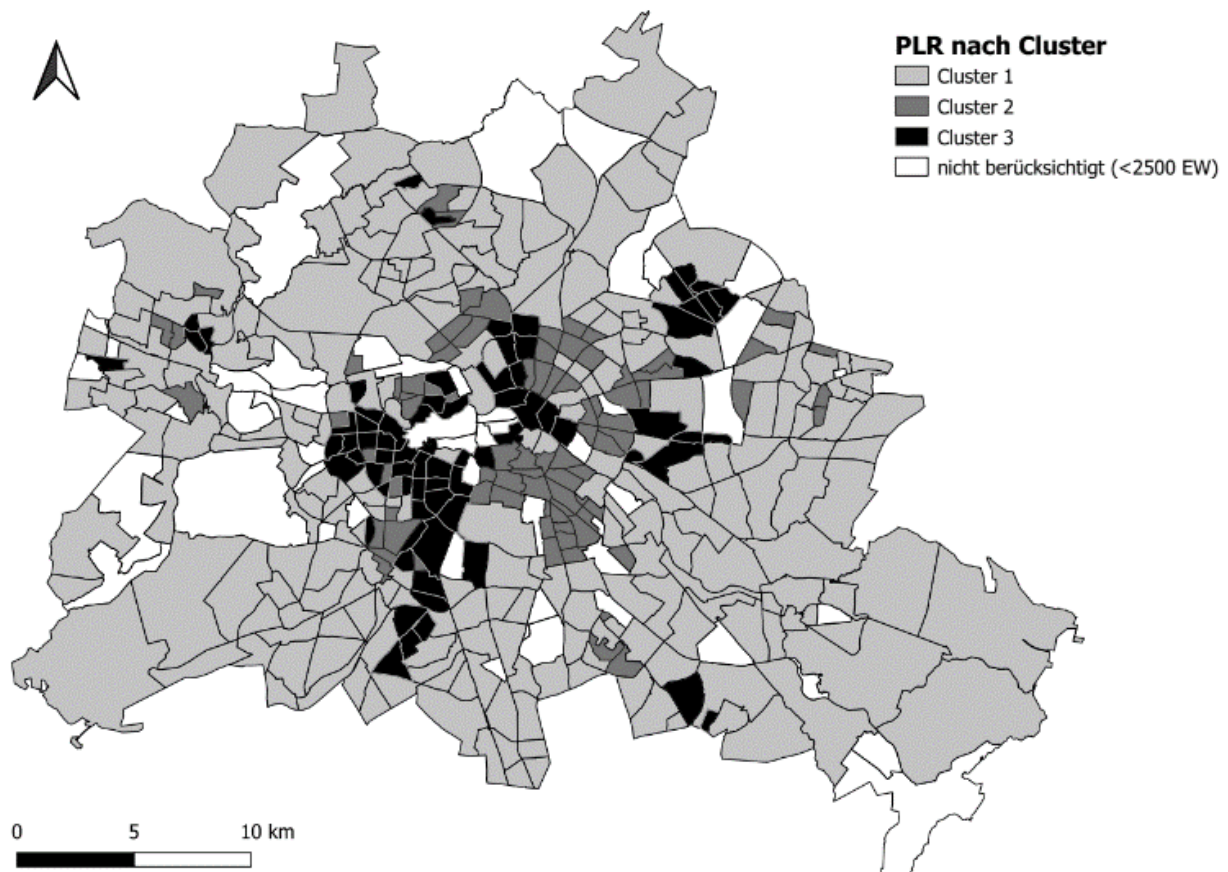 PLR nach Cluster
Cluster 1
Cluster 2
Cluster 3
nicht berücksichtigt (<2500 EW)
0 5 10 km